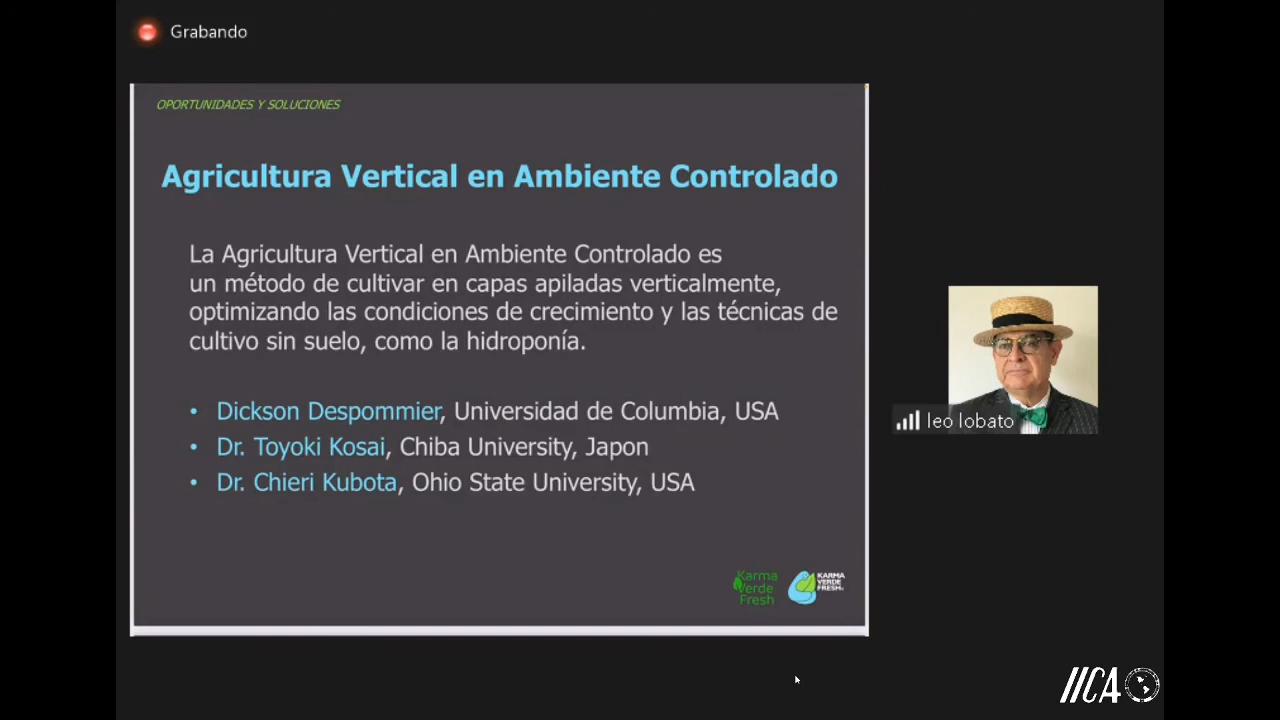 Grabando
OPORTUNIDADES Y SOLUCIONES
Agricultura Vertical en Ambiente Controlado
La Agricultura Vertical en Ambiente Controlado es
un método de cultivar en capas apiladas verticalmente,
optimizando las condiciones de crecimiento y las técnicas de
cultivo sin suelo, como la hidroponía.
• Dickson Despommier, Universidad de Columbia, USA
• Dr. Toyoki Kosai, Chiba University, Japon
• Dr. Chieri Kubota, Ohio State University, USA
Karma
Verde
Fresh
KARMA
VERDE
FRESH
leo lobato
IICA